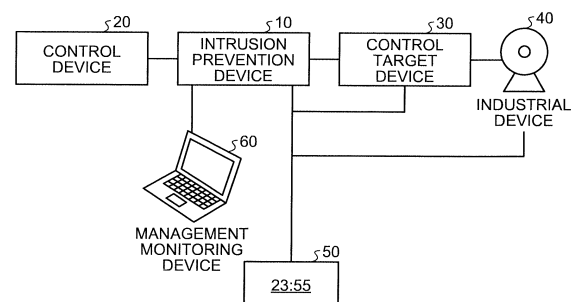 20
CONTROL
DEVICE
10
INTRUSION
PREVENTION
DEVICE
30
CONTROL
TARGET
DEVICE
40
INDUSTRIAL
DEVICE
60
MANAGEMENT
MONITORING
DEVICE
50
23:55